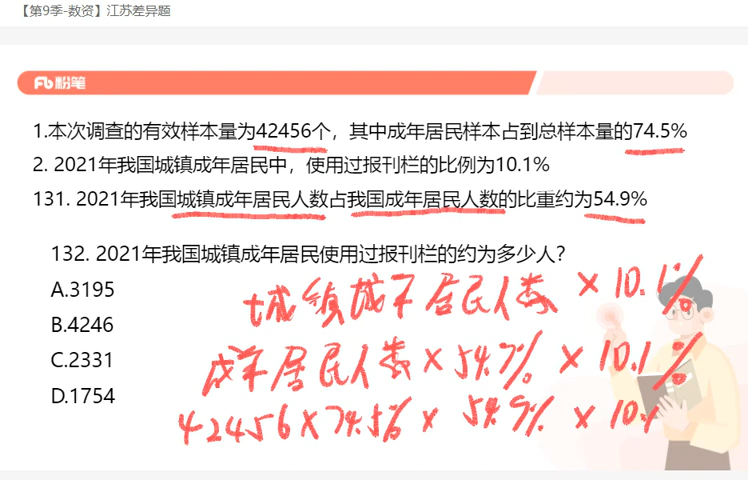 【第9季-数资】江苏差异题
粉笔
1.本次调查的有效样本量为42456个，其中成年居民样本占到总样本量的74.5%
2. 2021年我国城镇成年居民中，使用过报刊栏的比例为10.1%
131. 2021年我国城镇成年居民人数占我国成年居民人数的比重约为54.9%
132. 2021年我国城镇成年居民使用过报刊栏的约为多少人？
A.3195
B.4246
C.2331
D.1754
城镇成年居民人数 × 10.1%
成年居民人数 × 54.9% × 10.1%
42456×74.5% × 54.9% × 10.1